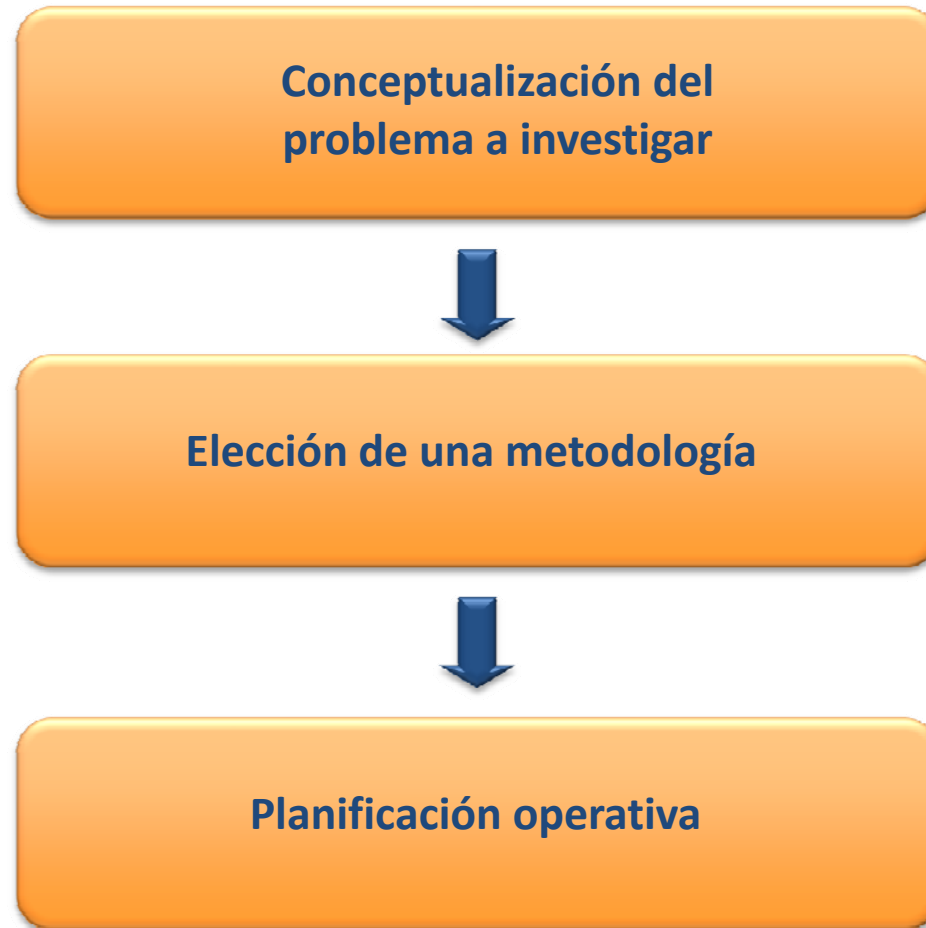 Conceptualización del
problema a investigar
Elección de una metodología
Planificación operativa